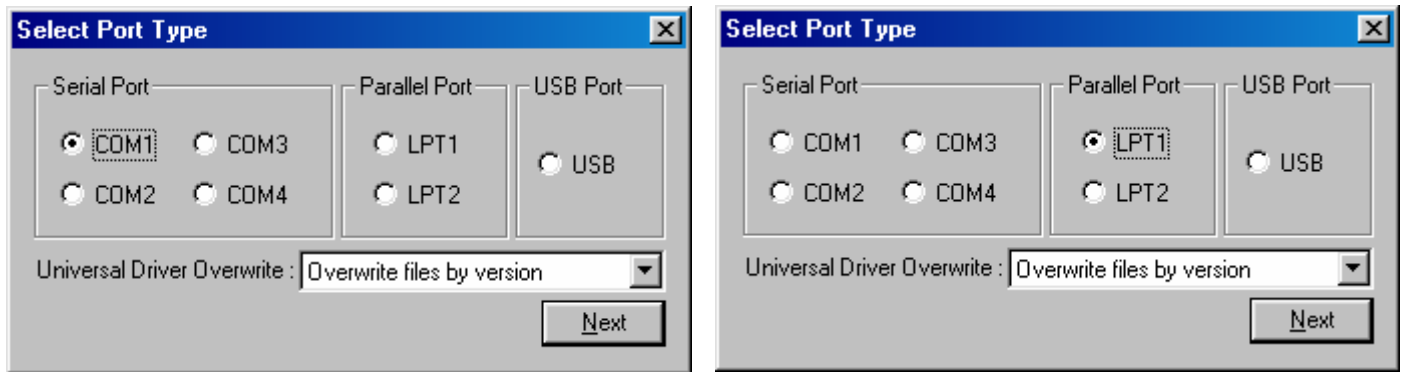 Select Port Type
Serial Port Parallel Port USB Port
COM1 COM3 LPT1
USB
COM2 COM4 LPT2
Universal Driver Overwrite : Overwrite files by version
Next
Select Port Type
Serial Port Parallel Port USB Port
COM1 COM3 LPT1
USB
COM2 COM4 LPT2
Universal Driver Overwrite : Overwrite files by version
Next